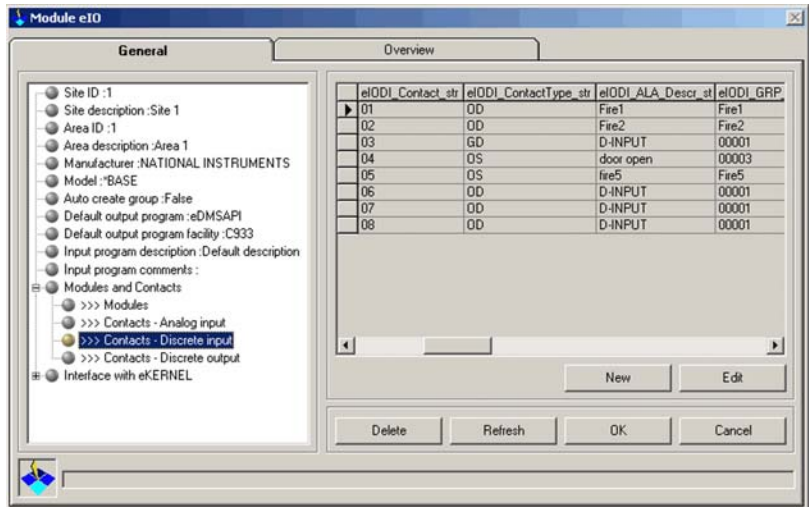 Module eIO
General
Overview
Site ID :1
Site description :Site 1
Area ID :1
Area description :Area 1
Manufacturer :NATIONAL INSTRUMENTS
Model :*BASE
Auto create group :False
Default output program :eDMSAPI
Default output program facility :C933
Input program description :Default description
Input program comments :
Modules and Contacts
>>> Modules
>>> Contacts - Analog input
>>> Contacts - Discrete input
>>> Contacts - Discrete output
Interface with eKERNEL
eIODI_Contact_str eIODI_ContactType_str eIODI_ALA_Descr_st eIODI_GRP_
01 OD Fire1 Fire1
02 OD Fire2 Fire2
03 GD D-INPUT 00001
04 OS door open 00003
05 OS fire5 Fire5
06 OD D-INPUT 00001
07 OD D-INPUT 00001
08 OD D-INPUT 00001
New Edit
Delete Refresh OK Cancel